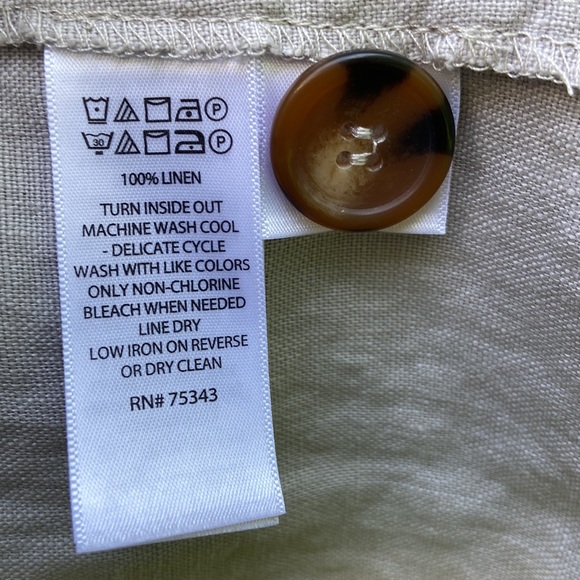 P
30 P
100% LINEN
TURN INSIDE OUT
MACHINE WASH COOL
- DELICATE CYCLE
WASH WITH LIKE COLORS
ONLY NON-CHLORINE
BLEACH WHEN NEEDED
LINE DRY
LOW IRON ON REVERSE
OR DRY CLEAN
RN# 75343